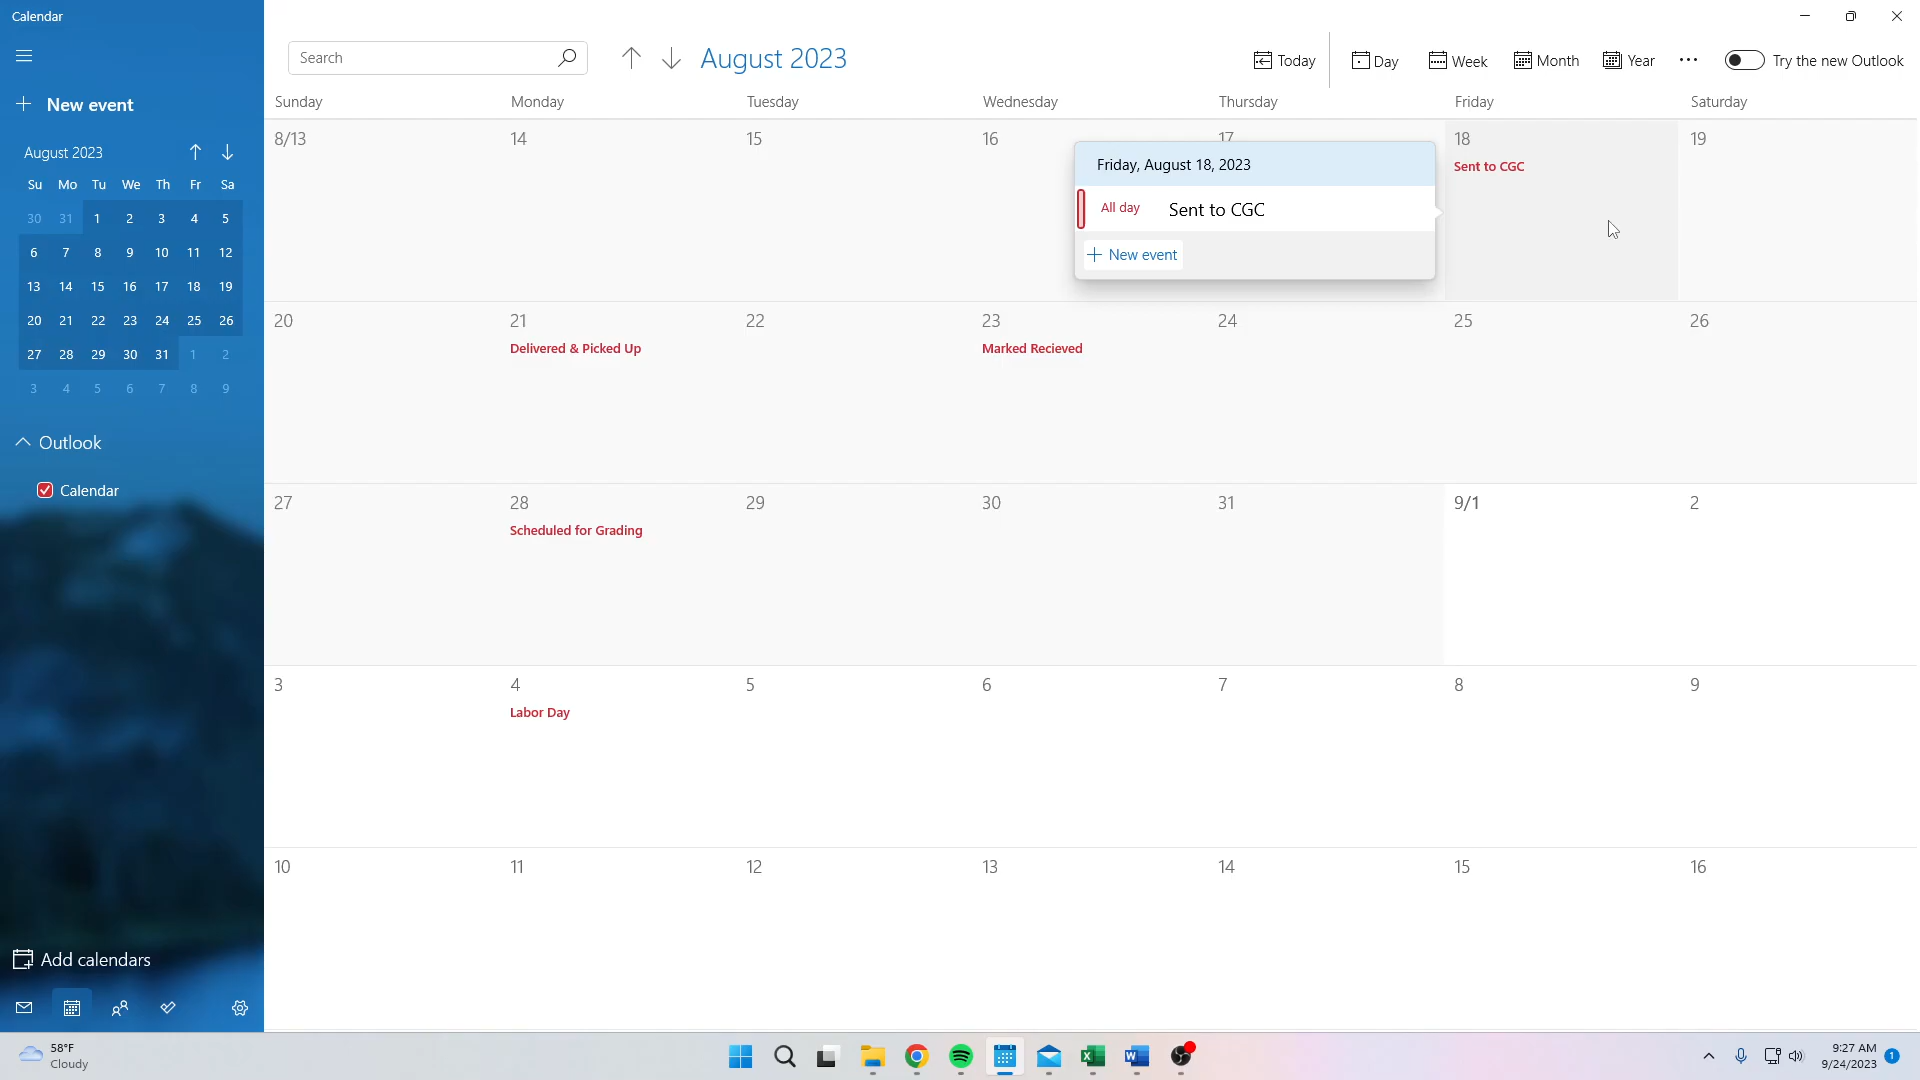 Calendar
Search
August 2023
Today
Day
Week
Month
Year
Try the new Outlook
New event
August 2023
Su Mo Tu We Th Fr Sa
30 31 1 2 3 4 5
6 7 8 9 10 11 12
13 14 15 16 17 18 19
20 21 22 23 24 25 26
27 28 29 30 31 1 2
3 4 5 6 7 8 9
Outlook
Calendar
Add calendars
Sunday Monday Tuesday Wednesday Thursday Friday Saturday
8/13 14 15 16 17 18 19
Sent to CGC
Friday, August 18, 2023
All day Sent to CGC
New event
20 21 22 23 24 25 26
Delivered & Picked Up Marked Recieved
27 28 29 30 31 9/1 2
Scheduled for Grading
3 4 5 6 7 8 9
Labor Day
10 11 12 13 14 15 16
58°F
Cloudy
9:27 AM
9/24/2023
1